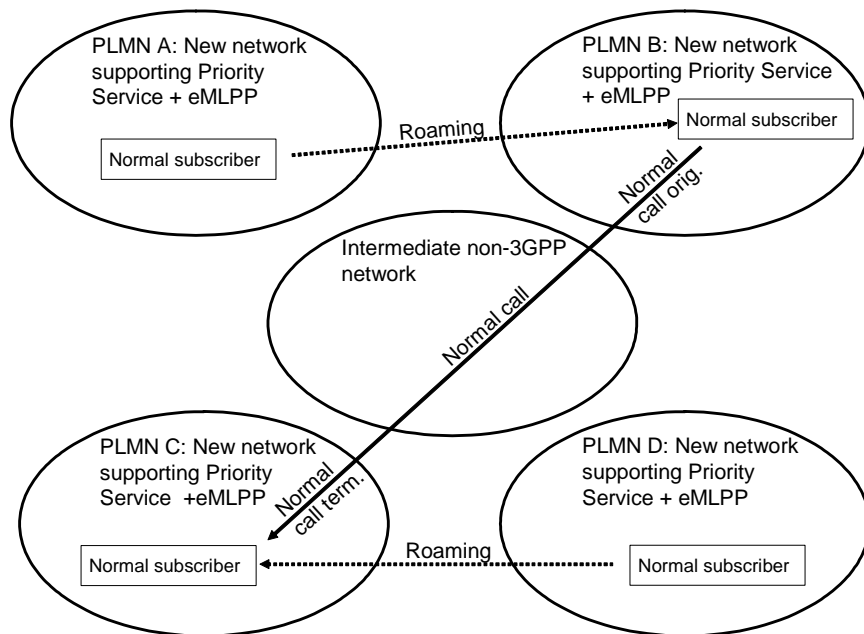 PLMN A: New network
supporting Priority
Service + eMLPP
Normal subscriber
Roaming
PLMN B: New network
supporting Priority Service
+ eMLPP
Normal subscriber
Normal
call orig.
Intermediate non-3GPP
network
Normal call
PLMN C: New network
supporting Priority
Service +eMLPP
Normal
call term.
Normal subscriber
Roaming
PLMN D: New network
supporting Priority
Service + eMLPP
Normal subscriber